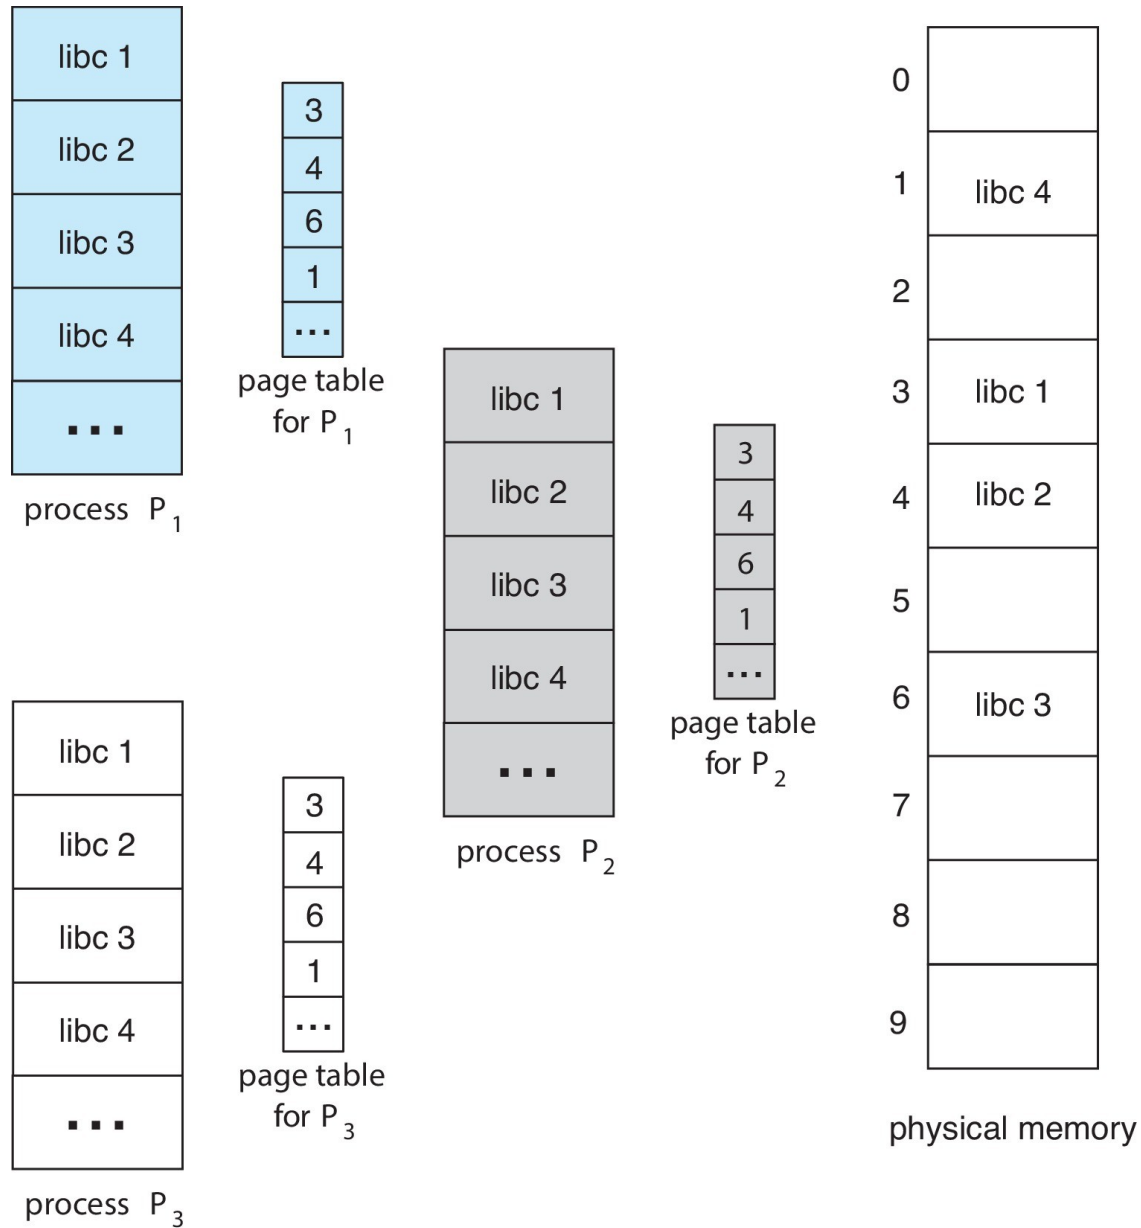 libc 1
libc 2
libc 3
libc 4
...
process P1
3
4
6
1
...
page table
for P1
libc 1
libc 2
libc 3
libc 4
...
process P2
3
4
6
1
...
page table
for P2
libc 1
libc 2
libc 3
libc 4
...
process P3
3
4
6
1
...
page table
for P3
0
1 libc 4
2
3 libc 1
4 libc 2
5
6 libc 3
7
8
9
physical memory